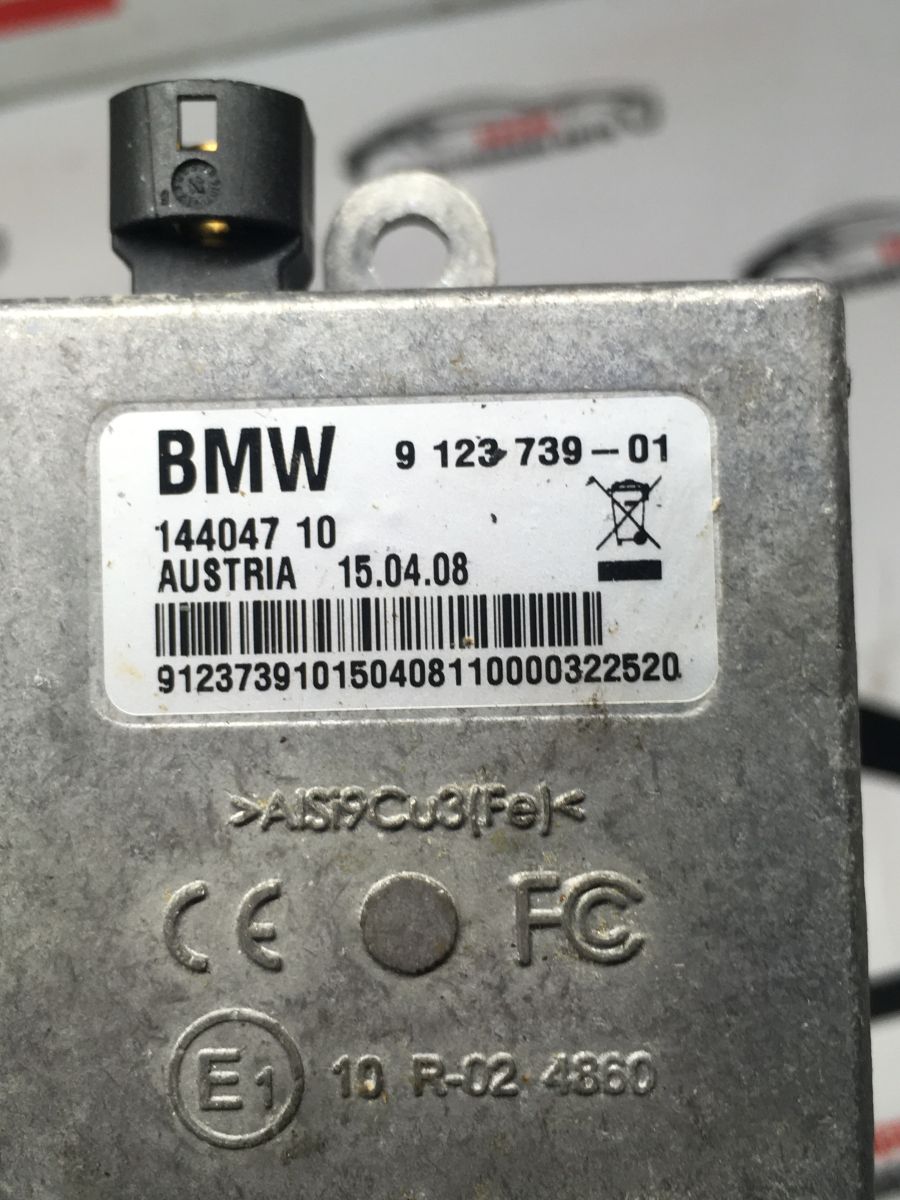 BMW 9 123 739-01
144047 10
AUSTRIA 15.04.08
912373910150408110000322520
>AlSi9Cu3(Fe)<
CE FC
E1 10 R-02 4860